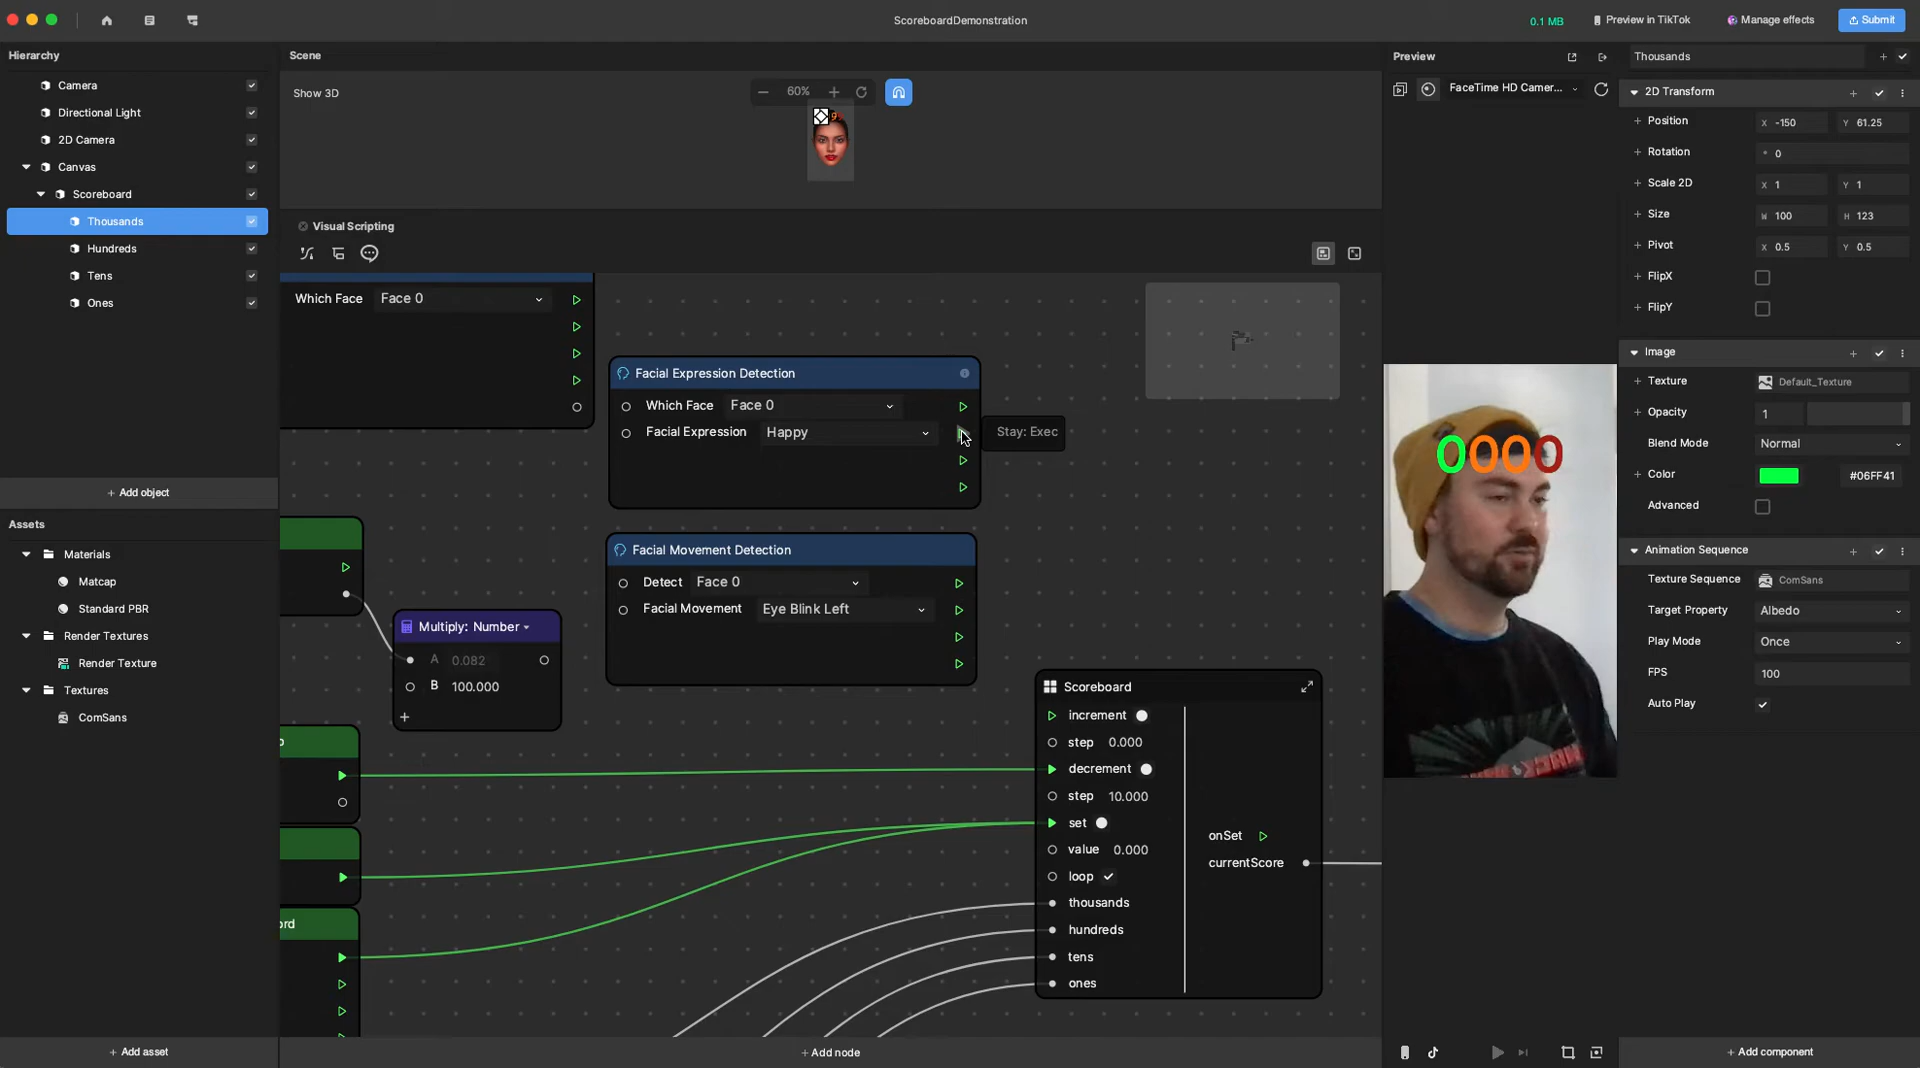 ScoreboardDemonstration
0.1 MB
Preview in TikTok
Manage effects
Submit
Hierarchy
Camera
Directional Light
2D Camera
Canvas
Scoreboard
Thousands
Hundreds
Tens
Ones
+ Add object
Assets
Materials
Matcap
Standard PBR
Render Textures
Render Texture
Textures
ComSans
+ Add asset
Scene
Show 3D
60%
Visual Scripting
Which Face Face 0
Facial Expression Detection
Which Face Face 0
Facial Expression Happy
Stay: Exec
Facial Movement Detection
Detect Face 0
Facial Movement Eye Blink Left
Multiply: Number
A 0.082
B 100.000
+
Scoreboard
increment
step 0.000
decrement
step 10.000
set
value 0.000
loop
thousands
hundreds
tens
ones
onSet
currentScore
+ Add node
Preview
FaceTime HD Camer...
0000
Thousands
2D Transform
Position X -150 Y 61.25
Rotation ° 0
Scale 2D X 1 Y 1
Size W 100 H 123
Pivot X 0.5 Y 0.5
FlipX
FlipY
Image
Texture Default_Texture
Opacity 1
Blend Mode Normal
Color #06FF41
Advanced
Animation Sequence
Texture Sequence ComSans
Target Property Albedo
Play Mode Once
FPS 100
Auto Play
+ Add component